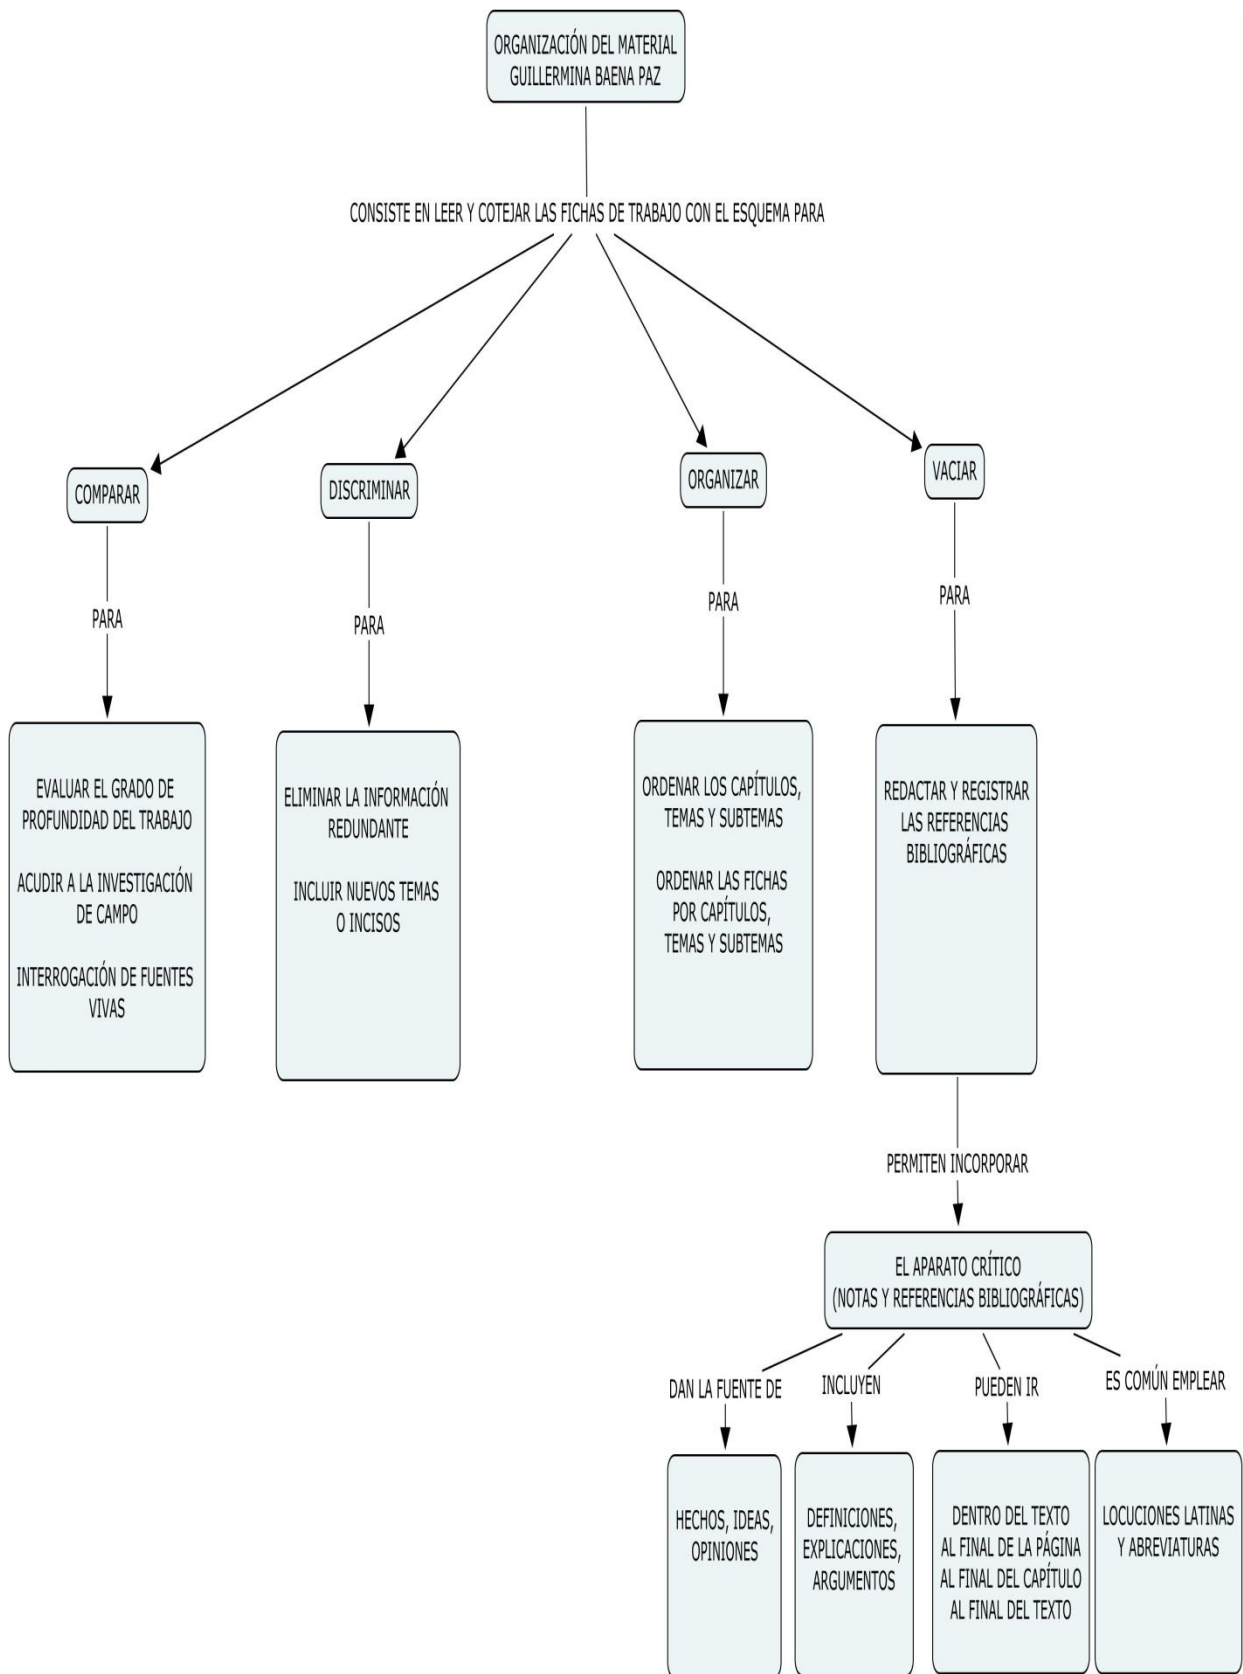 ORGANIZACIÓN DEL MATERIAL
GUILLERMINA BAENA PAZ
CONSISTE EN LEER Y COTEJAR LAS FICHAS DE TRABAJO CON EL ESQUEMA PARA
COMPARAR
DISCRIMINAR
ORGANIZAR
VACIAR
PARA
PARA
PARA
PARA
EVALUAR EL GRADO DE
PROFUNDIDAD DEL TRABAJO
ACUDIR A LA INVESTIGACIÓN
DE CAMPO
INTERROGACIÓN DE FUENTES
VIVAS
ELIMINAR LA INFORMACIÓN
REDUNDANTE
INCLUIR NUEVOS TEMAS
O INCISOS
ORDENAR LOS CAPÍTULOS,
TEMAS Y SUBTEMAS
ORDENAR LAS FICHAS
POR CAPÍTULOS,
TEMAS Y SUBTEMAS
REDACTAR Y REGISTRAR
LAS REFERENCIAS
BIBLIOGRÁFICAS
PERMITEN INCORPORAR
EL APARATO CRÍTICO
(NOTAS Y REFERENCIAS BIBLIOGRÁFICAS)
DAN LA FUENTE DE
INCLUYEN
PUEDEN IR
ES COMÚN EMPLEAR
HECHOS, IDEAS,
OPINIONES
DEFINICIONES,
EXPLICACIONES,
ARGUMENTOS
DENTRO DEL TEXTO
AL FINAL DE LA PÁGINA
AL FINAL DEL CAPÍTULO
AL FINAL DEL TEXTO
LOCUCIONES LATINAS
Y ABREVIATURAS